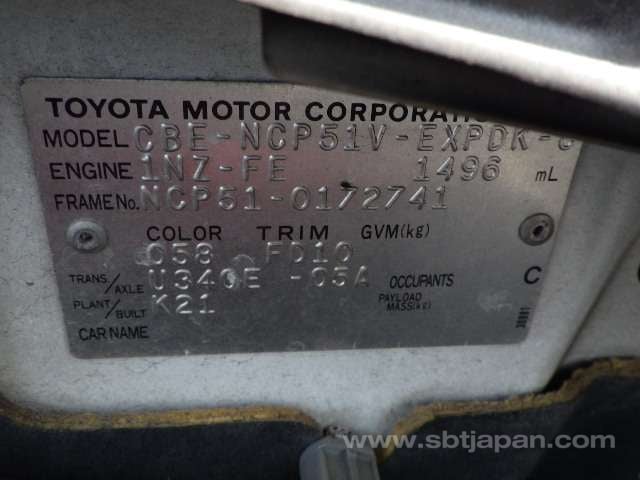 TOYOTA MOTOR CORPORATION
MODEL CBE-NCP51V-EXPDK-
ENGINE 1NZ-FE 1496 mL
FRAME No. NCP51-0172741
COLOR TRIM GVM(kg)
058 FD10
TRANS./AXLE U340E -05A OCCUPANTS C
PLANT/BUILT K21 PAYLOAD MASS(kg)
CAR NAME
www.sbtjapan.com